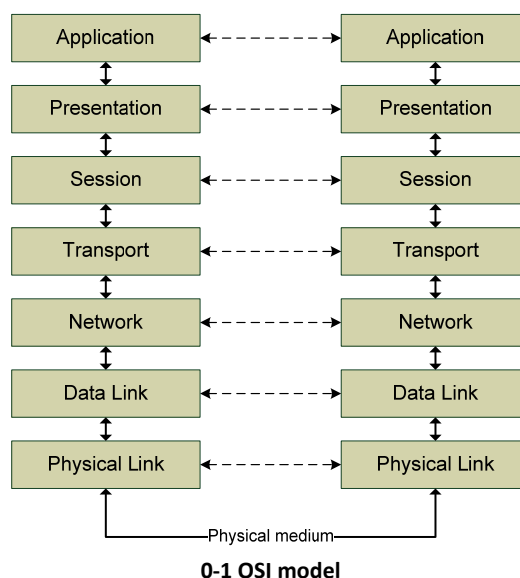 Application Application
Presentation Presentation
Session Session
Transport Transport
Network Network
Data Link Data Link
Physical Link Physical Link
Physical medium
0-1 OSI model